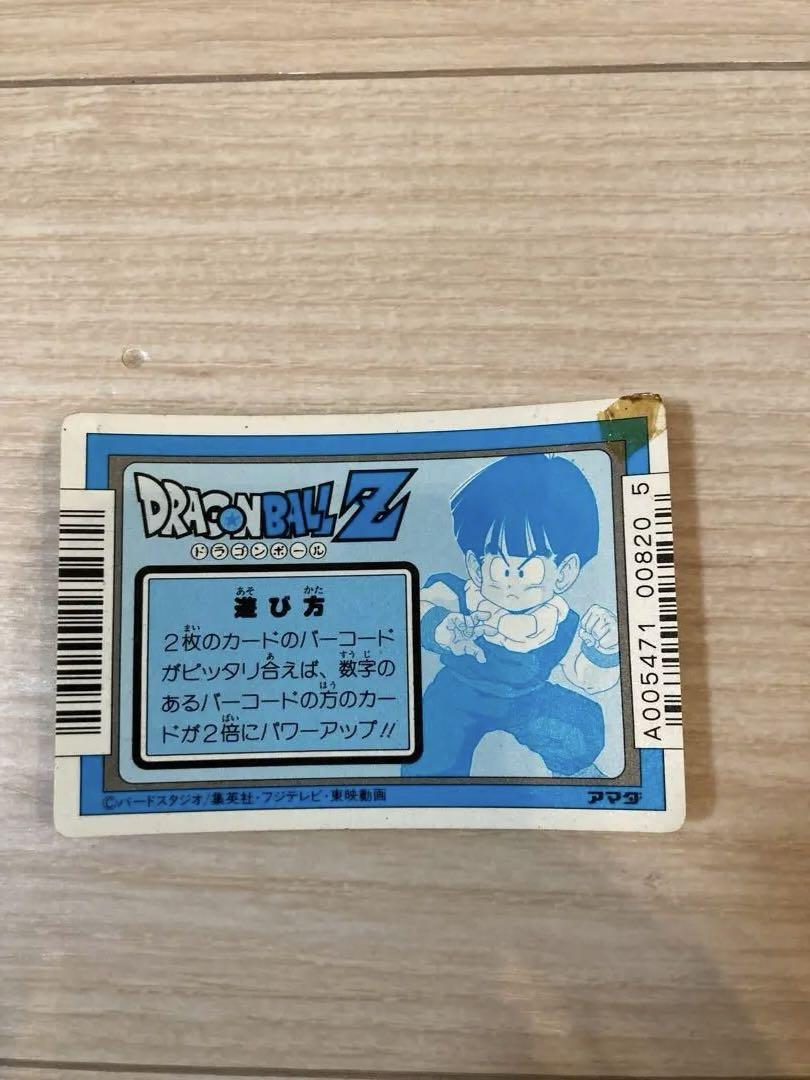 DRAGON BALL Z
ドラゴンボール
遊び方
2枚のカードのバーコード
がピッタリ合えば、数字の
あるバーコードの方のカー
ドが2倍にパワーアップ!!
©バードスタジオ/集英社・フジテレビ・東映動画
アマダ
A005471 00820 5